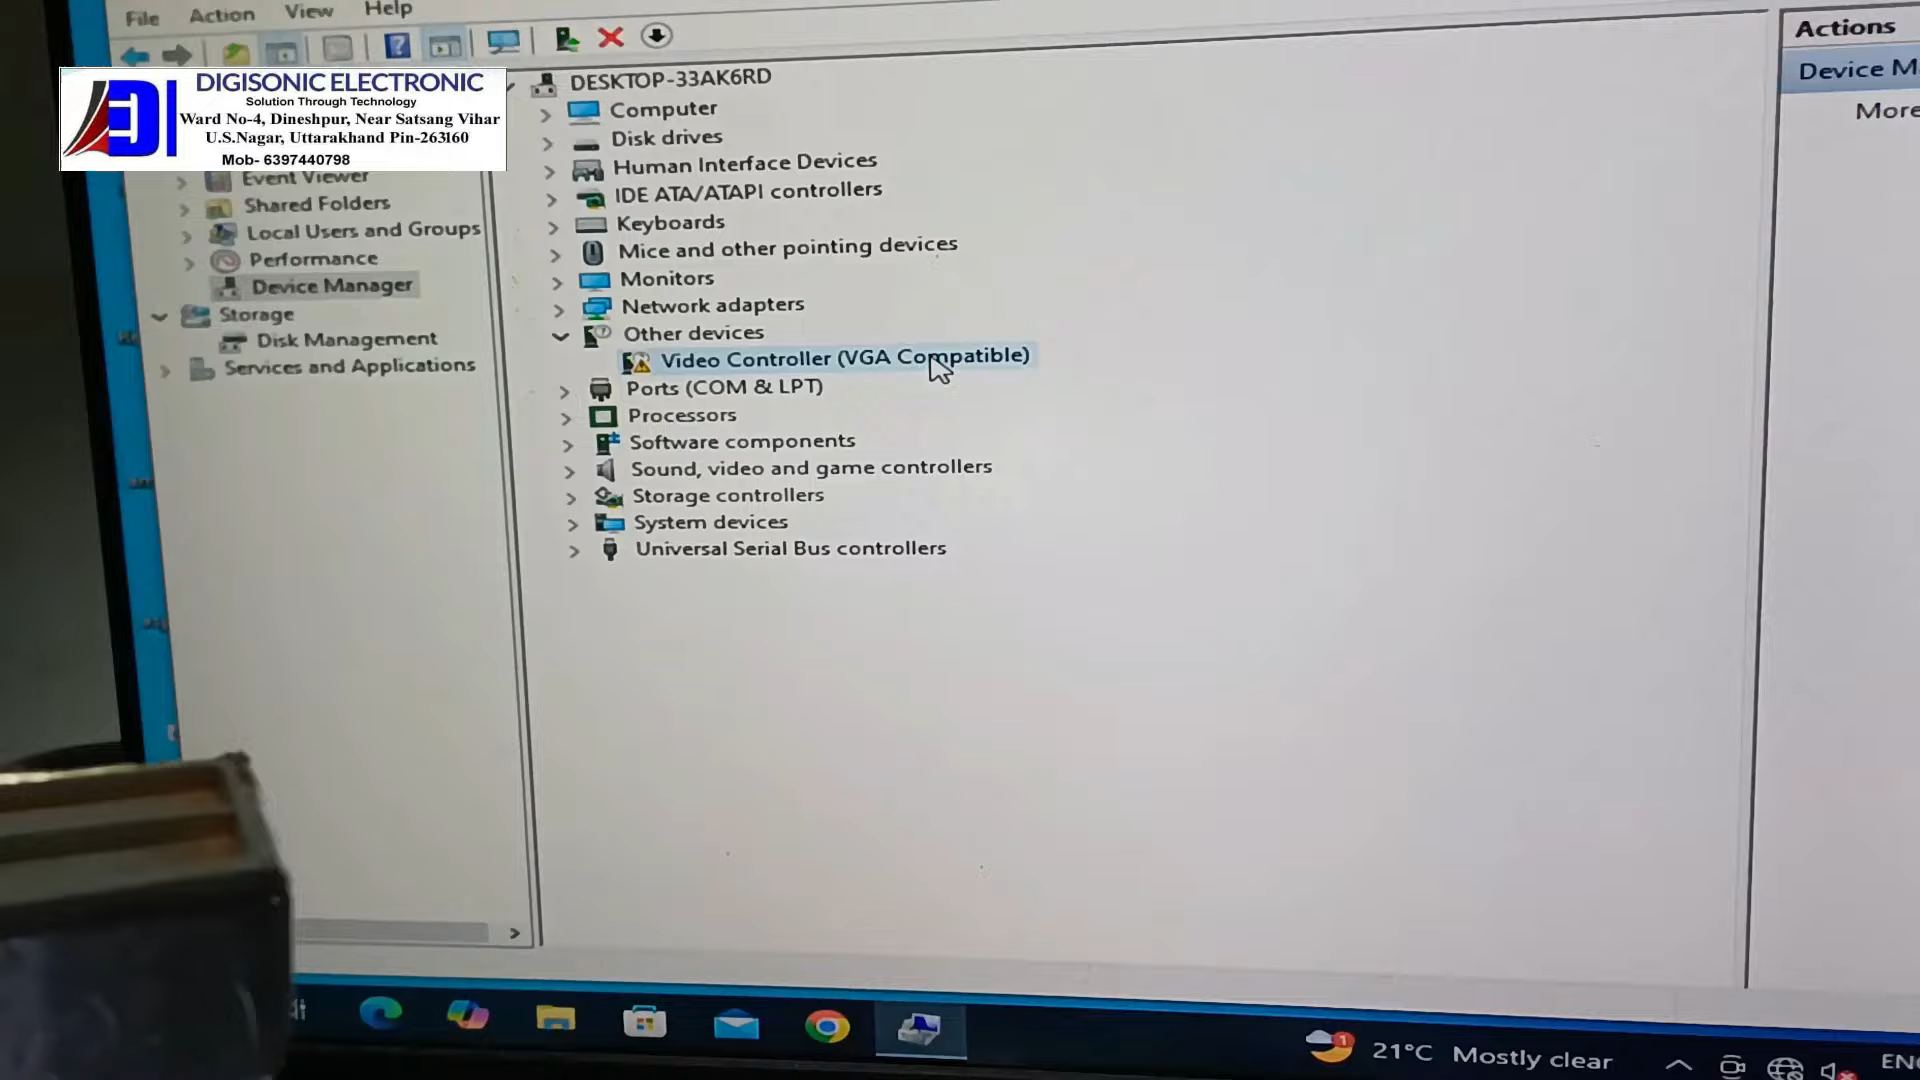 File Action View Help
DIGISONIC ELECTRONIC
Solution Through Technology
Ward No-4, Dineshpur, Near Satsang Vihar
U.S.Nagar, Uttarakhand Pin-263160
Mob- 6397440798
Event Viewer
Shared Folders
Local Users and Groups
Performance
Device Manager
Storage
Disk Management
Services and Applications
DESKTOP-33AK6RD
Computer
Disk drives
Human Interface Devices
IDE ATA/ATAPI controllers
Keyboards
Mice and other pointing devices
Monitors
Network adapters
Other devices
Video Controller (VGA Compatible)
Ports (COM & LPT)
Processors
Software components
Sound, video and game controllers
Storage controllers
System devices
Universal Serial Bus controllers
Actions
Device M
More
1
21°C Mostly clear
ENG